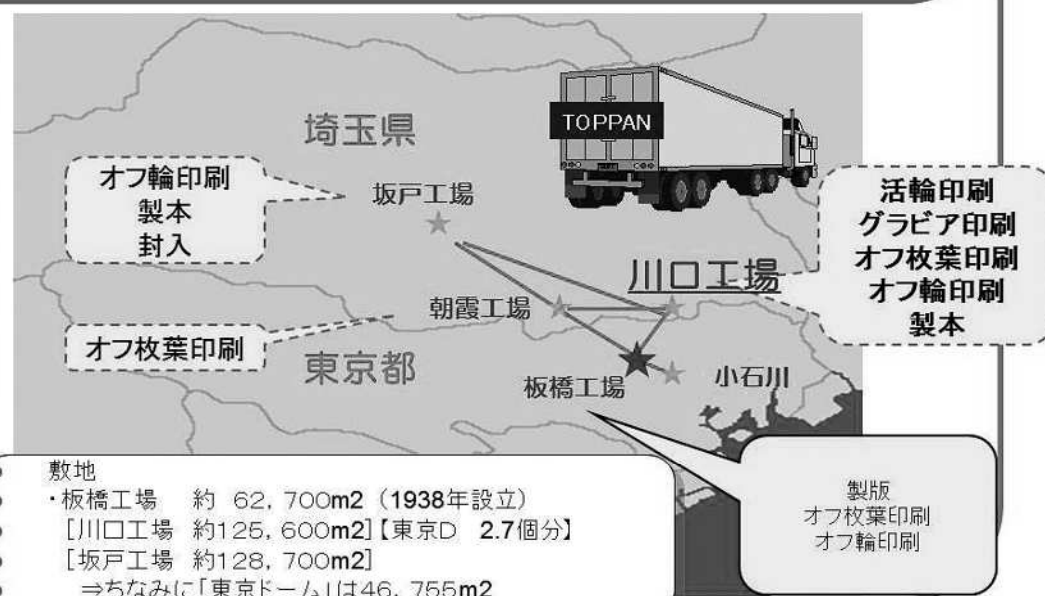 埼玉県
TOPPAN
オフ輪印刷
製本
封入
坂戸工場
活輪印刷
グラビア印刷
オフ枚葉印刷
オフ輪印刷
製本
川口工場
朝霞工場
オフ枚葉印刷
東京都
板橋工場
小石川
製版
オフ枚葉印刷
オフ輪印刷
敷地
・板橋工場 約 62,700m2 (1938年設立)
[川口工場 約125,600m2]【東京D 2.7個分】
[坂戸工場 約128,700m2]
⇒ちなみに「東京ドーム」は46,755m2